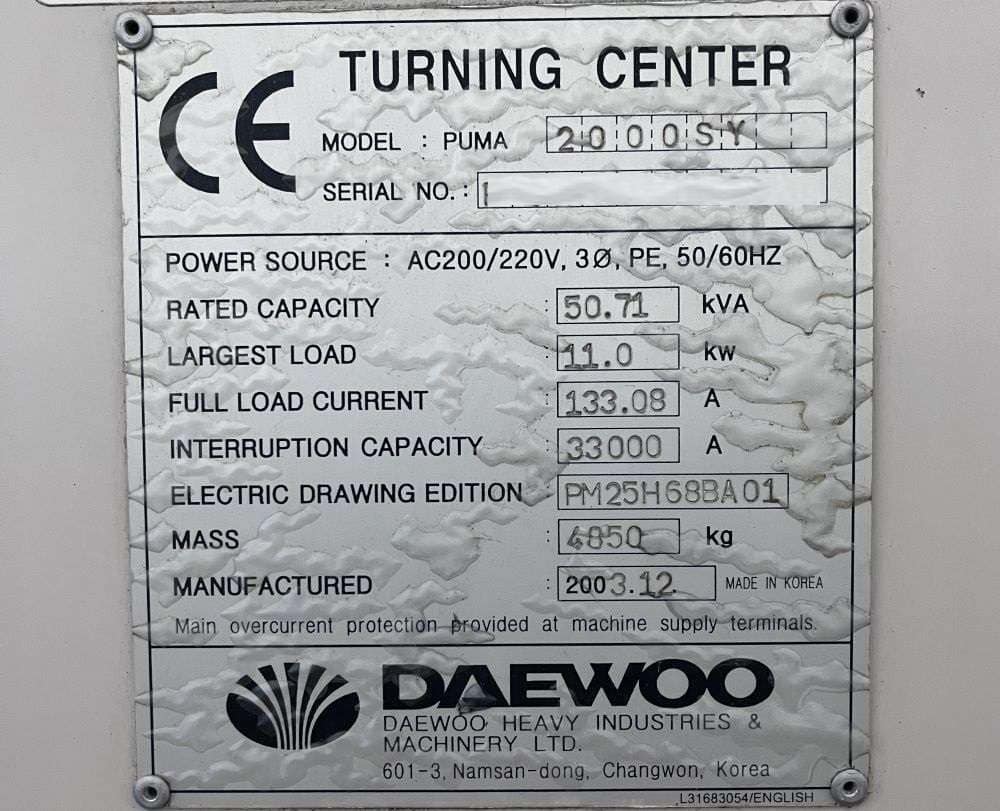 CE
TURNING CENTER
MODEL : PUMA 2000SY
SERIAL NO. :
POWER SOURCE : AC200/220V, 3Ø, PE, 50/60HZ
RATED CAPACITY : 50.71 kVA
LARGEST LOAD : 11.0 kw
FULL LOAD CURRENT : 133.08 A
INTERRUPTION CAPACITY : 33000 A
ELECTRIC DRAWING EDITION : PM25H68BA01
MASS : 4850 kg
MANUFACTURED : 2003.12. MADE IN KOREA
Main overcurrent protection provided at machine supply terminals.
DAEWOO
DAEWOO HEAVY INDUSTRIES &
MACHINERY LTD.
601-3, Namsan-dong, Changwon, Korea
L31683054/ENGLISH